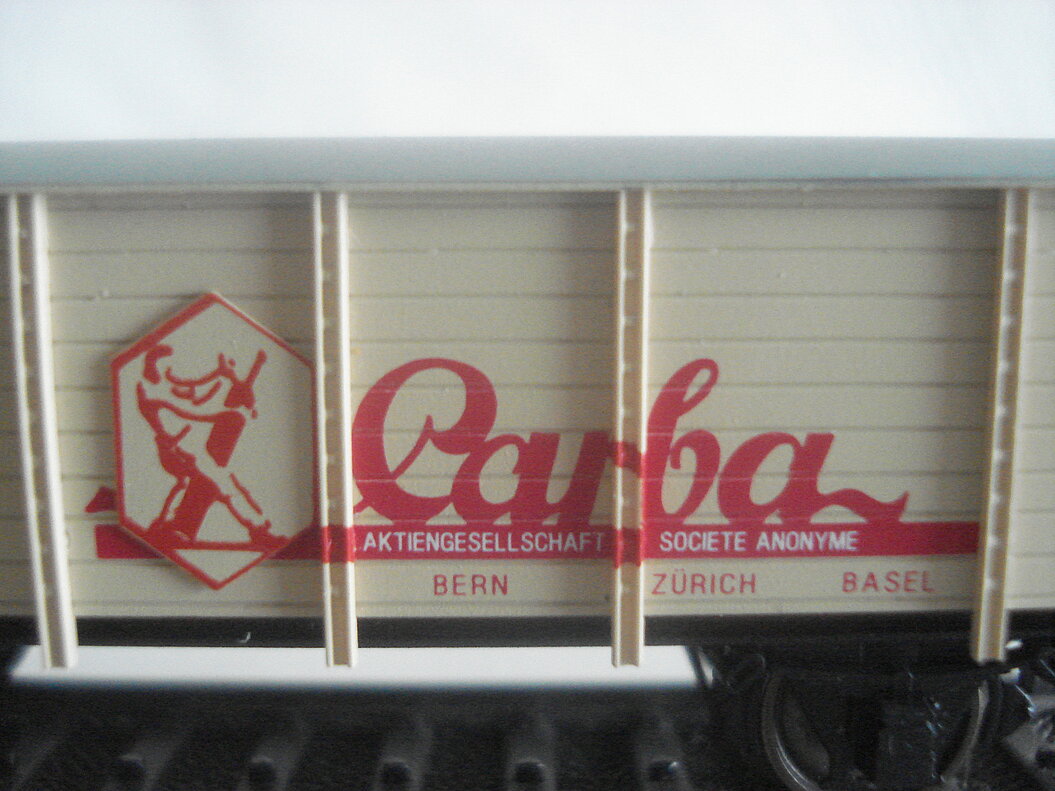 Carba
AKTIENGESELLSCHAFT SOCIETE ANONYME
BERN ZÜRICH BASEL